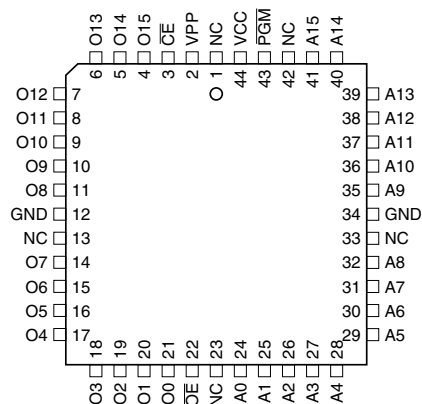 O13 O14 O15 C̅E̅ VPP NC VCC P̅G̅M̅ NC A15 A14
6 5 4 3 2 1 44 43 42 41 40
O12 7 39 A13
O11 8 38 A12
O10 9 37 A11
O9 10 36 A10
O8 11 35 A9
GND 12 34 GND
NC 13 33 NC
O7 14 32 A8
O6 15 31 A7
O5 16 30 A6
O4 17 29 A5
18 19 20 21 22 23 24 25 26 27 28
O3 O2 O1 O0 O̅E̅ NC A0 A1 A2 A3 A4